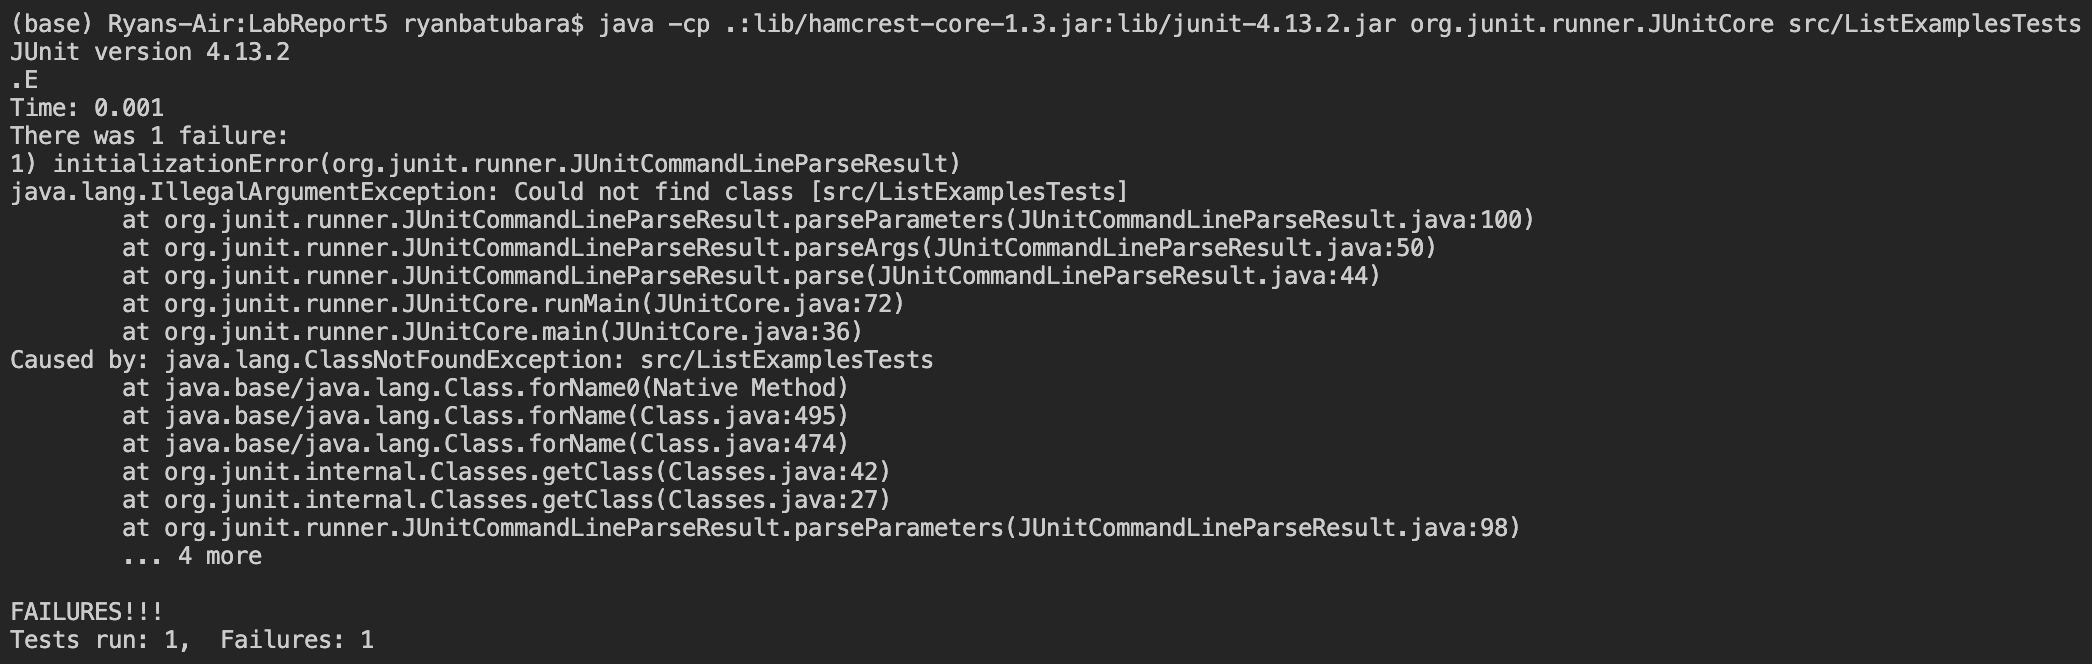 (base) Ryans-Air:LabReport5 ryanbatubara$ java -cp .:lib/hamcrest-core-1.3.jar:lib/junit-4.13.2.jar org.junit.runner.JUnitCore src/ListExamplesTests
JUnit version 4.13.2
.E
Time: 0.001
There was 1 failure:
1) initializationError(org.junit.runner.JUnitCommandLineParseResult)
java.lang.IllegalArgumentException: Could not find class [src/ListExamplesTests]
        at org.junit.runner.JUnitCommandLineParseResult.parseParameters(JUnitCommandLineParseResult.java:100)
        at org.junit.runner.JUnitCommandLineParseResult.parseArgs(JUnitCommandLineParseResult.java:50)
        at org.junit.runner.JUnitCommandLineParseResult.parse(JUnitCommandLineParseResult.java:44)
        at org.junit.runner.JUnitCore.runMain(JUnitCore.java:72)
        at org.junit.runner.JUnitCore.main(JUnitCore.java:36)
Caused by: java.lang.ClassNotFoundException: src/ListExamplesTests
        at java.base/java.lang.Class.forName0(Native Method)
        at java.base/java.lang.Class.forName(Class.java:495)
        at java.base/java.lang.Class.forName(Class.java:474)
        at org.junit.internal.Classes.getClass(Classes.java:42)
        at org.junit.internal.Classes.getClass(Classes.java:27)
        at org.junit.runner.JUnitCommandLineParseResult.parseParameters(JUnitCommandLineParseResult.java:98)
        ... 4 more

FAILURES!!!
Tests run: 1,  Failures: 1